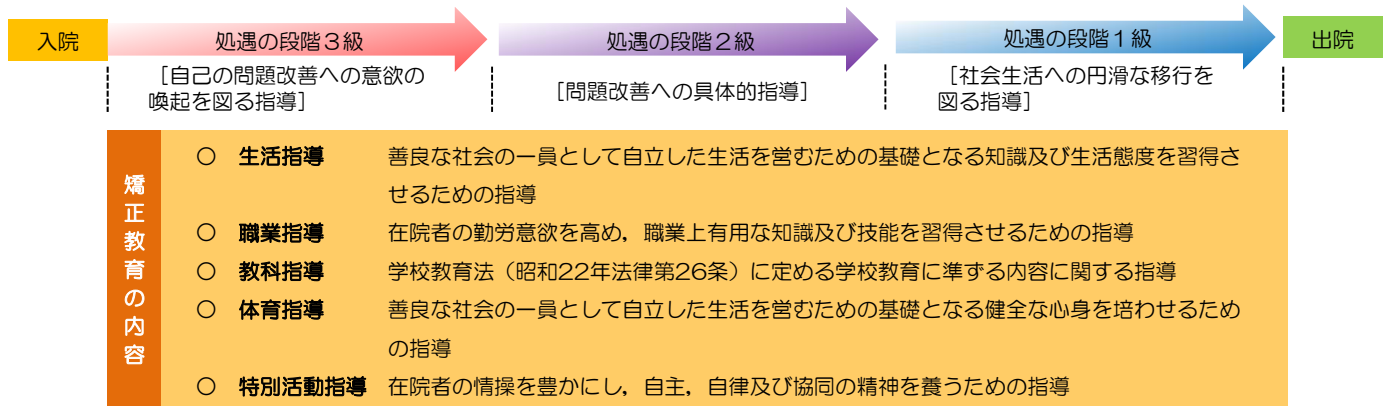 入院
処遇の段階3級
処遇の段階2級
処遇の段階1級
出院
［自己の問題改善への意欲の
喚起を図る指導］
［問題改善への具体的指導］
［社会生活への円滑な移行を
図る指導］
矯正教育の内容
○ 生活指導 善良な社会の一員として自立した生活を営むための基礎となる知識及び生活態度を習得さ
せるための指導
○ 職業指導 在院者の勤労意欲を高め，職業上有用な知識及び技能を習得させるための指導
○ 教科指導 学校教育法（昭和22年法律第26条）に定める学校教育に準ずる内容に関する指導
○ 体育指導 善良な社会の一員として自立した生活を営むための基礎となる健全な心身を培わせるため
の指導
○ 特別活動指導 在院者の情操を豊かにし，自主，自律及び協同の精神を養うための指導